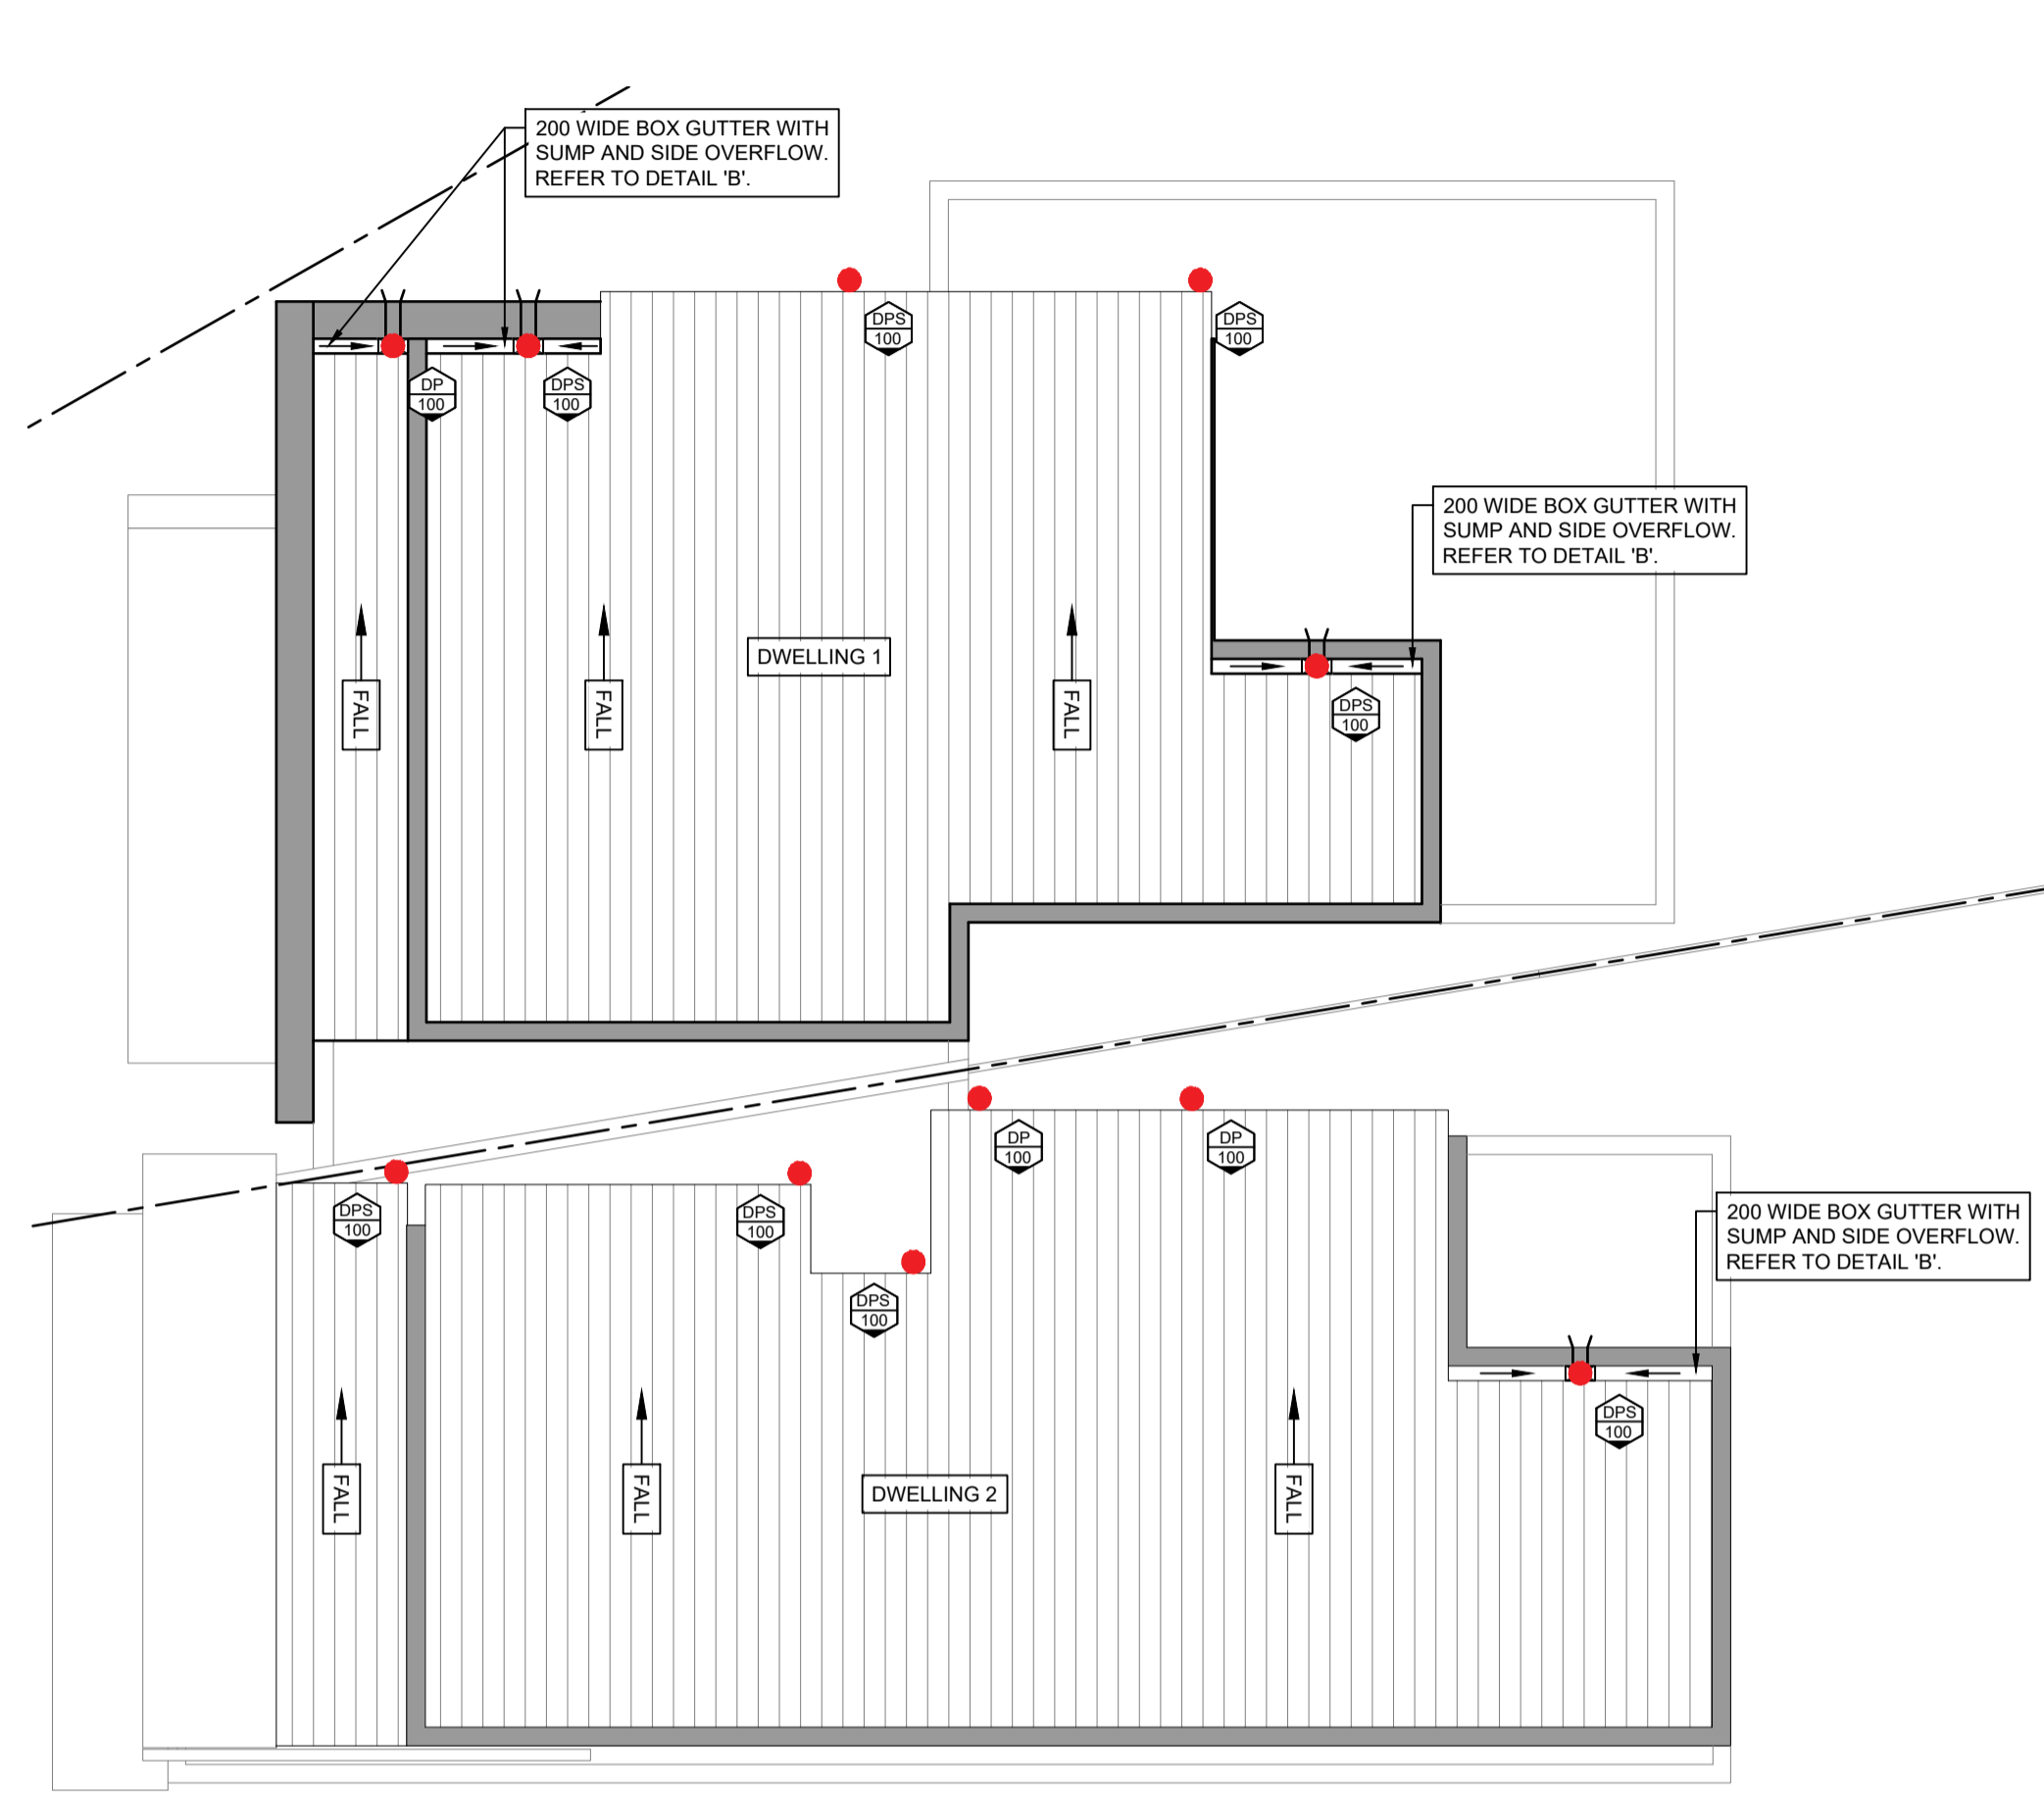 200 WIDE BOX GUTTER WITH
SUMP AND SIDE OVERFLOW.
REFER TO DETAIL 'B'.
DPS
100
DPS
100
DP
100
DPS
100
200 WIDE BOX GUTTER WITH
SUMP AND SIDE OVERFLOW.
REFER TO DETAIL 'B'.
DWELLING 1
FALL
FALL
FALL
DPS
100
DP
100
DP
100
DPS
100
DPS
100
200 WIDE BOX GUTTER WITH
SUMP AND SIDE OVERFLOW.
REFER TO DETAIL 'B'.
DPS
100
DPS
100
DWELLING 2
FALL
FALL
FALL